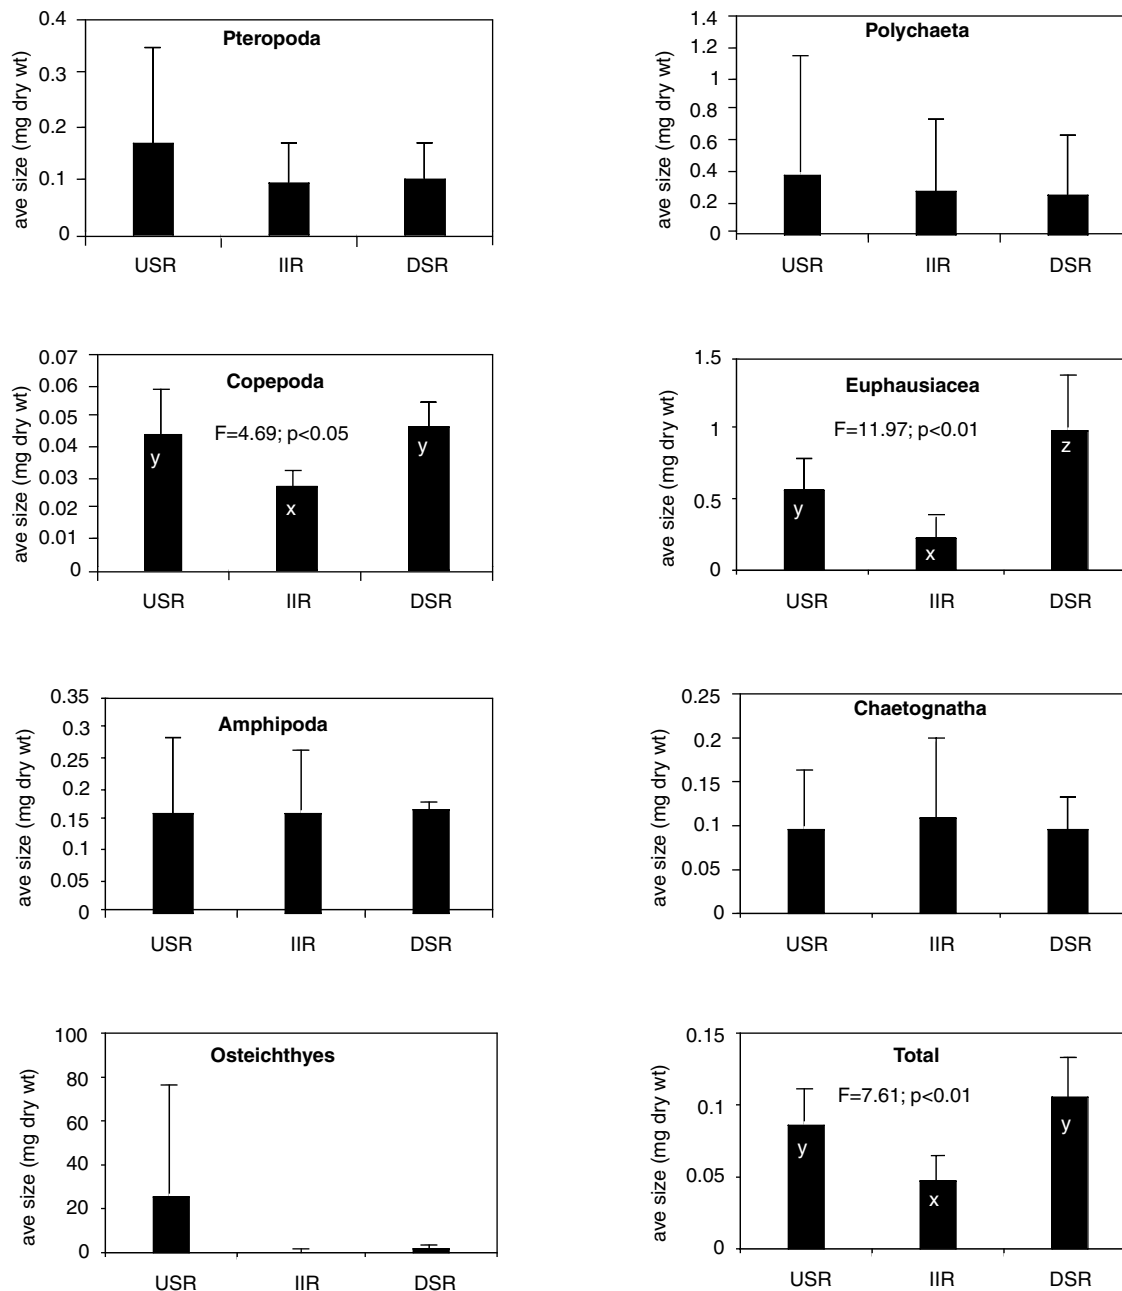 Pteropoda
ave size (mg dry wt)
0.4
0.3
0.2
0.1
0
USR IIR DSR
Polychaeta
ave size (mg dry wt)
1.4
1.2
1
0.8
0.6
0.4
0.2
0
USR IIR DSR
Copepoda
F=4.69; p<0.05
ave size (mg dry wt)
0.07
0.06
0.05
0.04
0.03
0.02
0.01
0
y x y
USR IIR DSR
Euphausiacea
F=11.97; p<0.01
ave size (mg dry wt)
1.5
1
0.5
0
y x z
USR IIR DSR
Amphipoda
ave size (mg dry wt)
0.35
0.3
0.25
0.2
0.15
0.1
0.05
0
USR IIR DSR
Chaetognatha
ave size (mg dry wt)
0.25
0.2
0.15
0.1
0.05
0
USR IIR DSR
Osteichthyes
ave size (mg dry wt)
100
80
60
40
20
0
USR IIR DSR
Total
F=7.61; p<0.01
ave size (mg dry wt)
0.15
0.1
0.05
0
y x y
USR IIR DSR